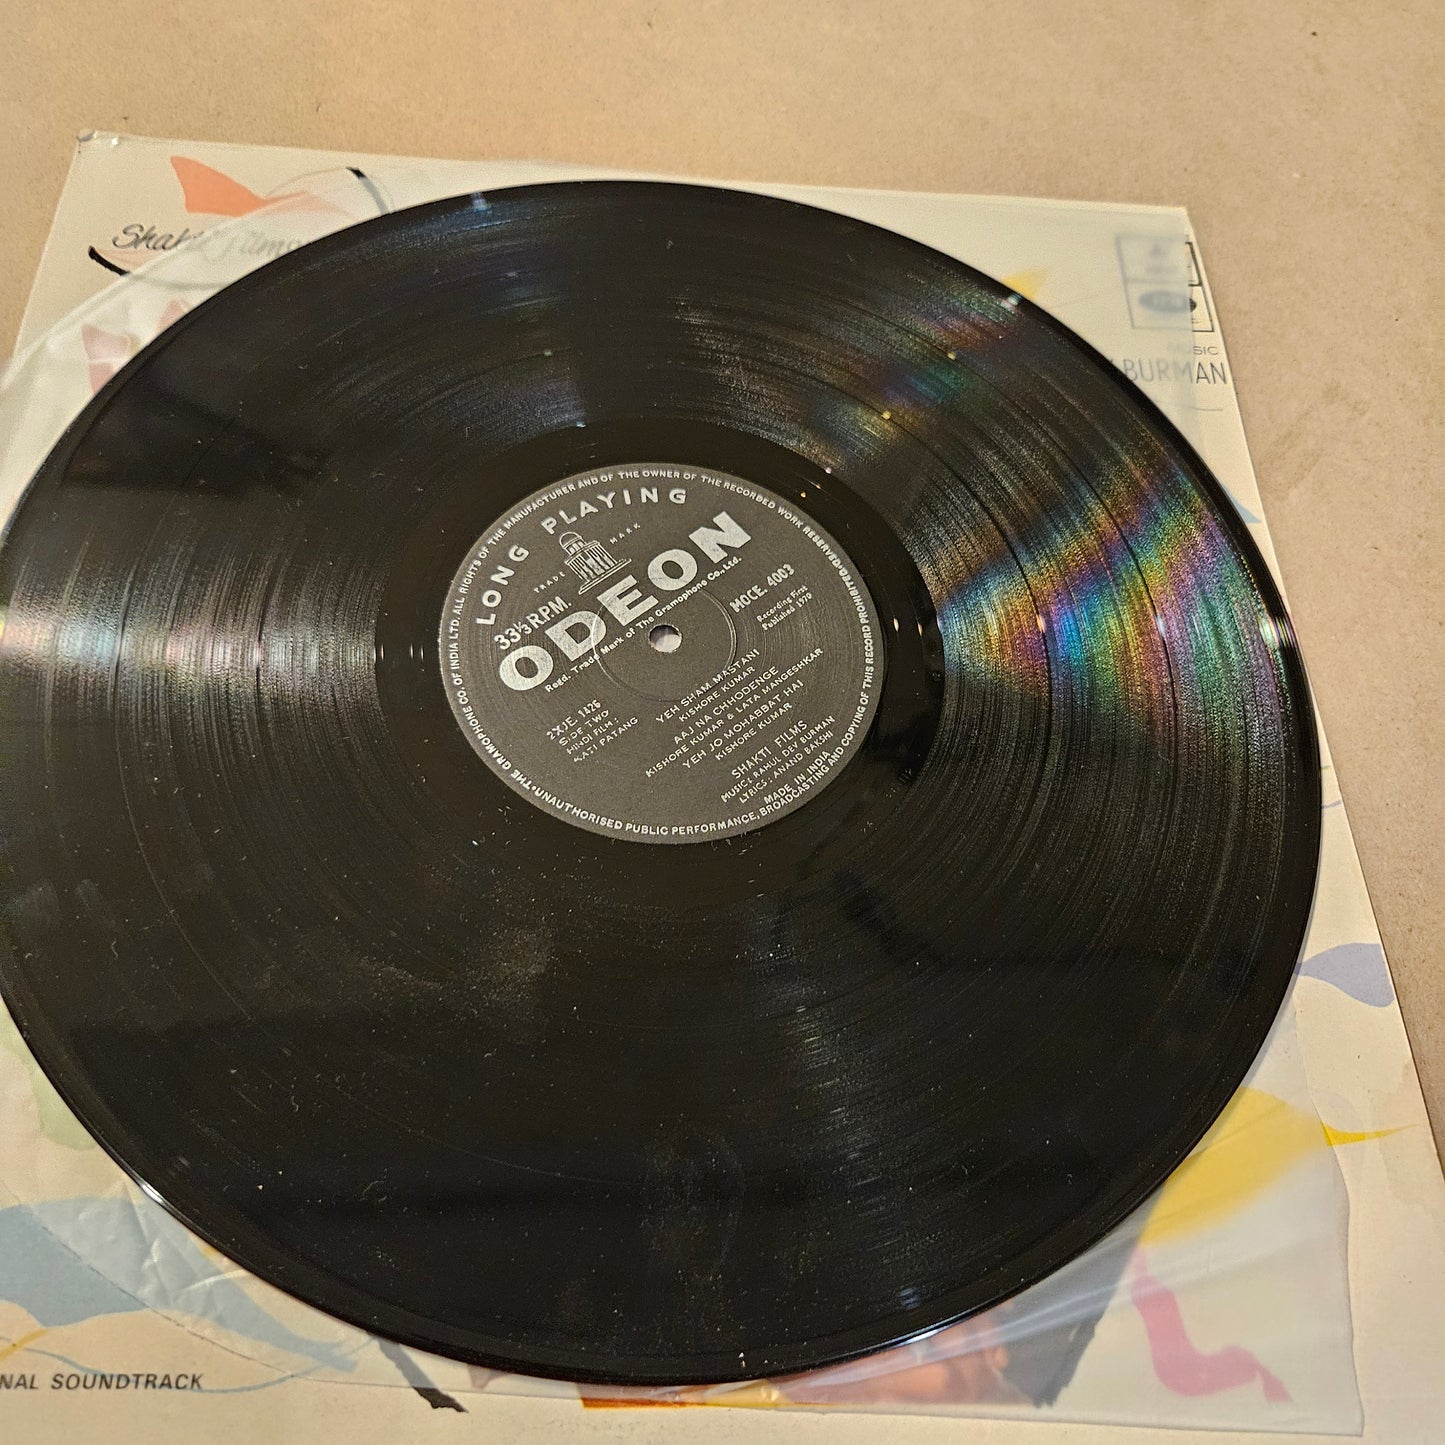 Shakti Films
MUSIC
BURMAN
THE GRAMOPHONE CO. OF INDIA LTD. ALL RIGHTS OF THE MANUFACTURER AND OF THE OWNER OF THE RECORDED WORK RESERVED
UNAUTHORISED PUBLIC PERFORMANCE, BROADCASTING AND COPYING OF THIS RECORD PROHIBITED
LONG PLAYING
TRADE MARK
33⅓ R.P.M.
ODEON
Regd. Trade Mark of The Gramophone Co., Ltd.
MOCE. 4003
Recording First
Published 1970
2XJE. 1426
SIDE TWO
HINDI FILM:
KATI PATANG
YEH SHAM MASTANI
KISHORE KUMAR
AAJ NA CHHODENGE
KISHORE KUMAR & LATA MANGESHKAR
YEH JO MOHABBAT HAI
KISHORE KUMAR
SHAKTI FILMS
MUSIC: RAHUL DEV BURMAN
LYRICS: ANAND BAKSHI
MADE IN INDIA
NAL SOUNDTRACK